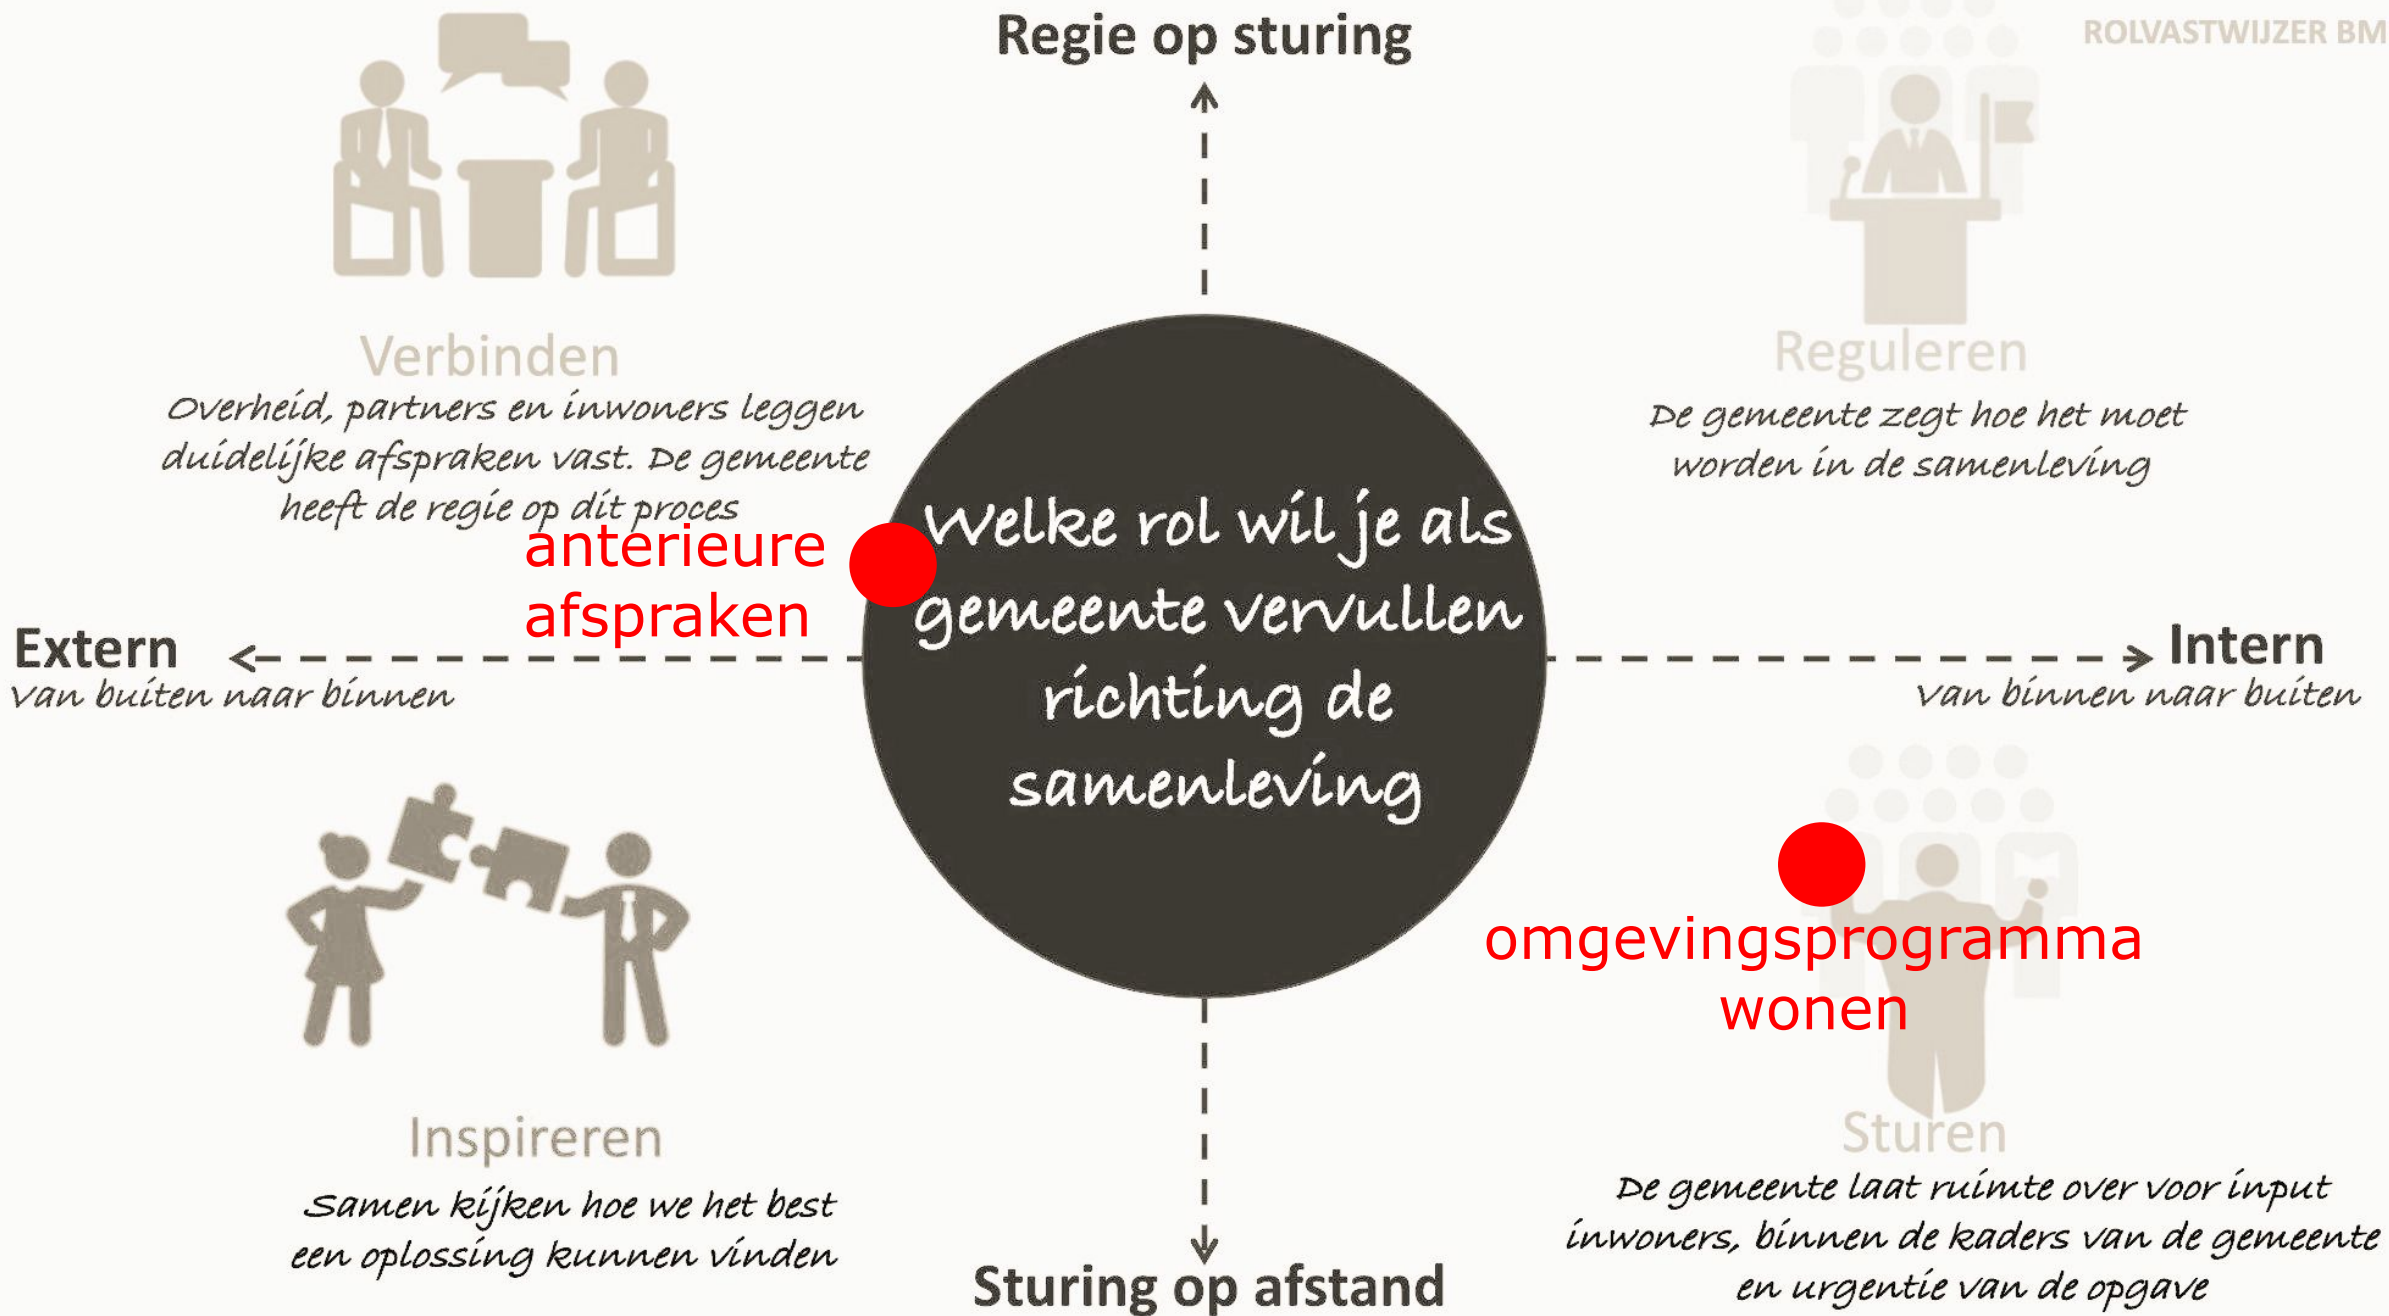 Regie op sturing
ROLVASTWIJZER BM
Verbinden
Overheid, partners en inwoners leggen
duidelijke afspraken vast. De gemeente
heeft de regie op dit proces
Reguleren
De gemeente zegt hoe het moet
worden in de samenleving
anterieure
afspraken
Welke rol wil je als
gemeente vervullen
richting de
samenleving
Extern
van buiten naar binnen
Intern
van binnen naar buiten
omgevingsprogramma
wonen
Inspireren
Samen kijken hoe we het best
een oplossing kunnen vinden
Sturen
De gemeente laat ruimte over voor input
inwoners, binnen de kaders van de gemeente
en urgentie van de opgave
Sturing op afstand